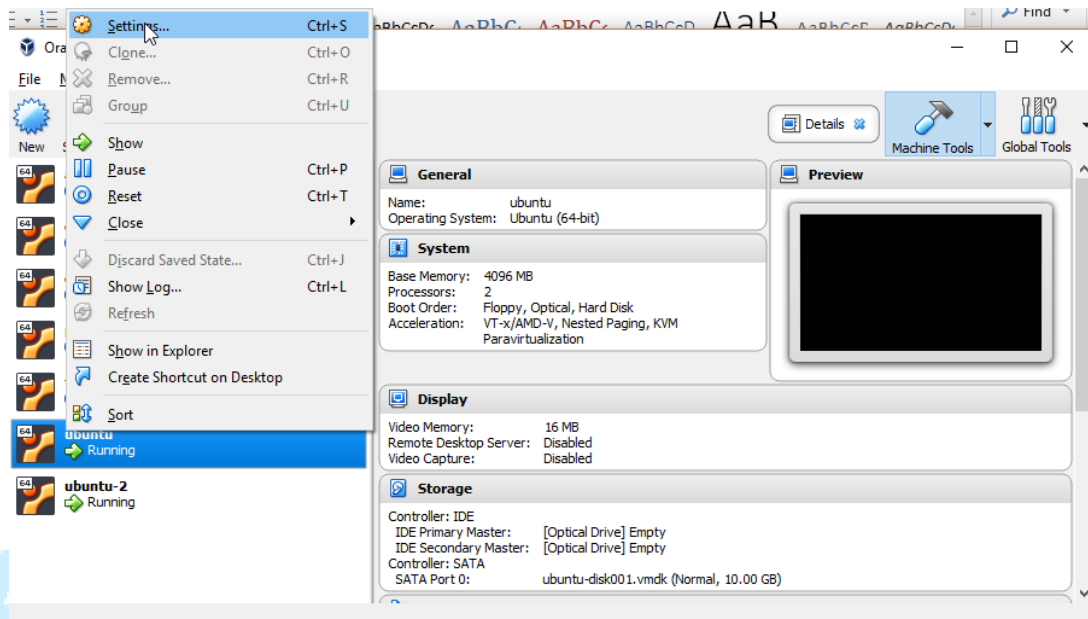 Find
AaBbCcD AaB
Settings... Ctrl+S
Clone... Ctrl+O
Remove... Ctrl+R
Group Ctrl+U
Show
Pause Ctrl+P
Reset Ctrl+T
Close
Discard Saved State... Ctrl+J
Show Log... Ctrl+L
Refresh
Show in Explorer
Create Shortcut on Desktop
Sort
Ora
File
New
Details
Machine Tools
Global Tools
64
64
64
64
64
64
ubuntu
Running
64
ubuntu-2
Running
General
Name: ubuntu
Operating System: Ubuntu (64-bit)
System
Base Memory: 4096 MB
Processors: 2
Boot Order: Floppy, Optical, Hard Disk
Acceleration: VT-x/AMD-V, Nested Paging, KVM
Paravirtualization
Preview
Display
Video Memory: 16 MB
Remote Desktop Server: Disabled
Video Capture: Disabled
Storage
Controller: IDE
IDE Primary Master: [Optical Drive] Empty
IDE Secondary Master: [Optical Drive] Empty
Controller: SATA
SATA Port 0: ubuntu-disk001.vmdk (Normal, 10.00 GB)